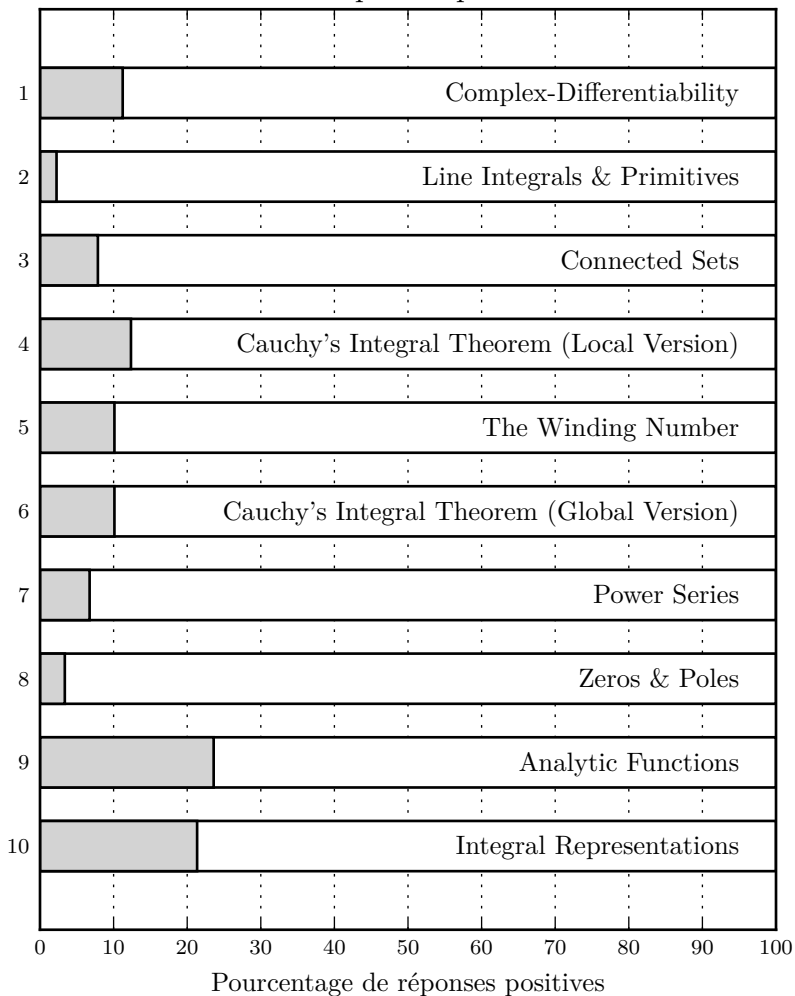 1 Complex-Differentiability
2 Line Integrals & Primitives
3 Connected Sets
4 Cauchy's Integral Theorem (Local Version)
5 The Winding Number
6 Cauchy's Integral Theorem (Global Version)
7 Power Series
8 Zeros & Poles
9 Analytic Functions
10 Integral Representations
0 10 20 30 40 50 60 70 80 90 100
Pourcentage de réponses positives